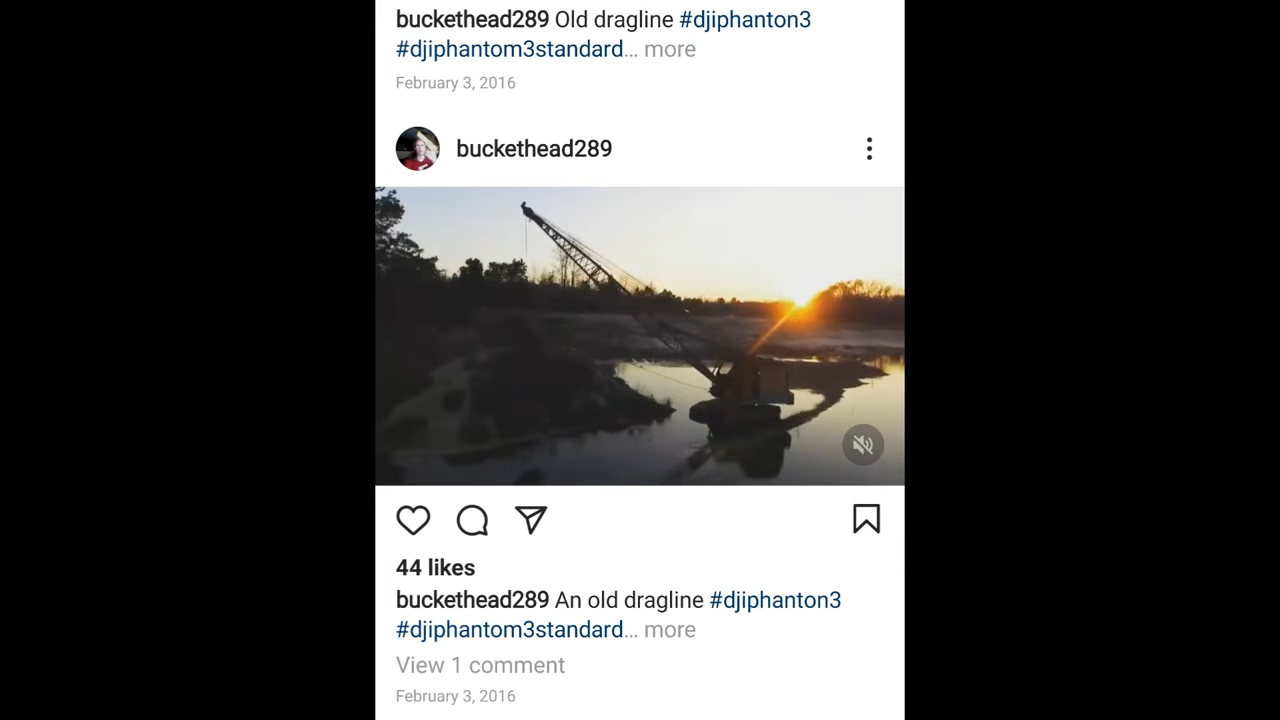 buckethead289 Old dragline #djiphanton3
#djiphantom3standard... more
February 3, 2016
buckethead289
44 likes
buckethead289 An old dragline #djiphanton3
#djiphantom3standard... more
View 1 comment
February 3, 2016